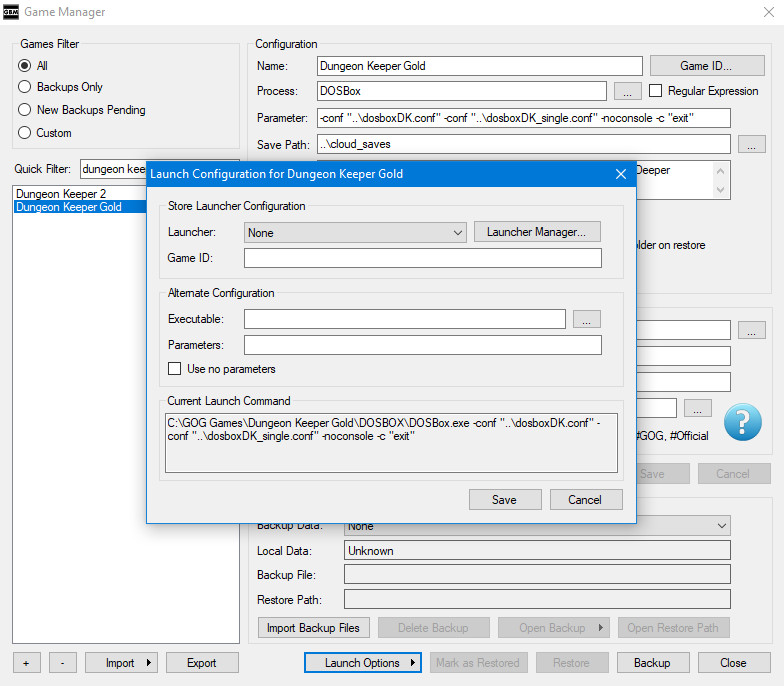 GBM Game Manager
Games Filter
All
Backups Only
New Backups Pending
Custom
Quick Filter: dungeon kee
Dungeon Keeper 2
Dungeon Keeper Gold
Configuration
Name: Dungeon Keeper Gold Game ID...
Process: DOSBox ... Regular Expression
Parameter: -conf "..\dosboxDK.conf" -conf "..\dosboxDK_single.conf" -noconsole -c "exit"
Save Path: ..\cloud_saves ...
Deeper
lder on restore
...
...
#GOG, #Official
Save Cancel
Launch Configuration for Dungeon Keeper Gold
Store Launcher Configuration
Launcher: None Launcher Manager...
Game ID:
Alternate Configuration
Executable: ...
Parameters:
Use no parameters
Current Launch Command
C:\GOG Games\Dungeon Keeper Gold\DOSBOX\DOSBox.exe -conf "..\dosboxDK.conf" -
conf "..\dosboxDK_single.conf" -noconsole -c "exit"
Save Cancel
Backup Data: None
Local Data: Unknown
Backup File:
Restore Path:
Import Backup Files Delete Backup Open Backup Open Restore Path
+ - Import Export Launch Options Mark as Restored Restore Backup Close